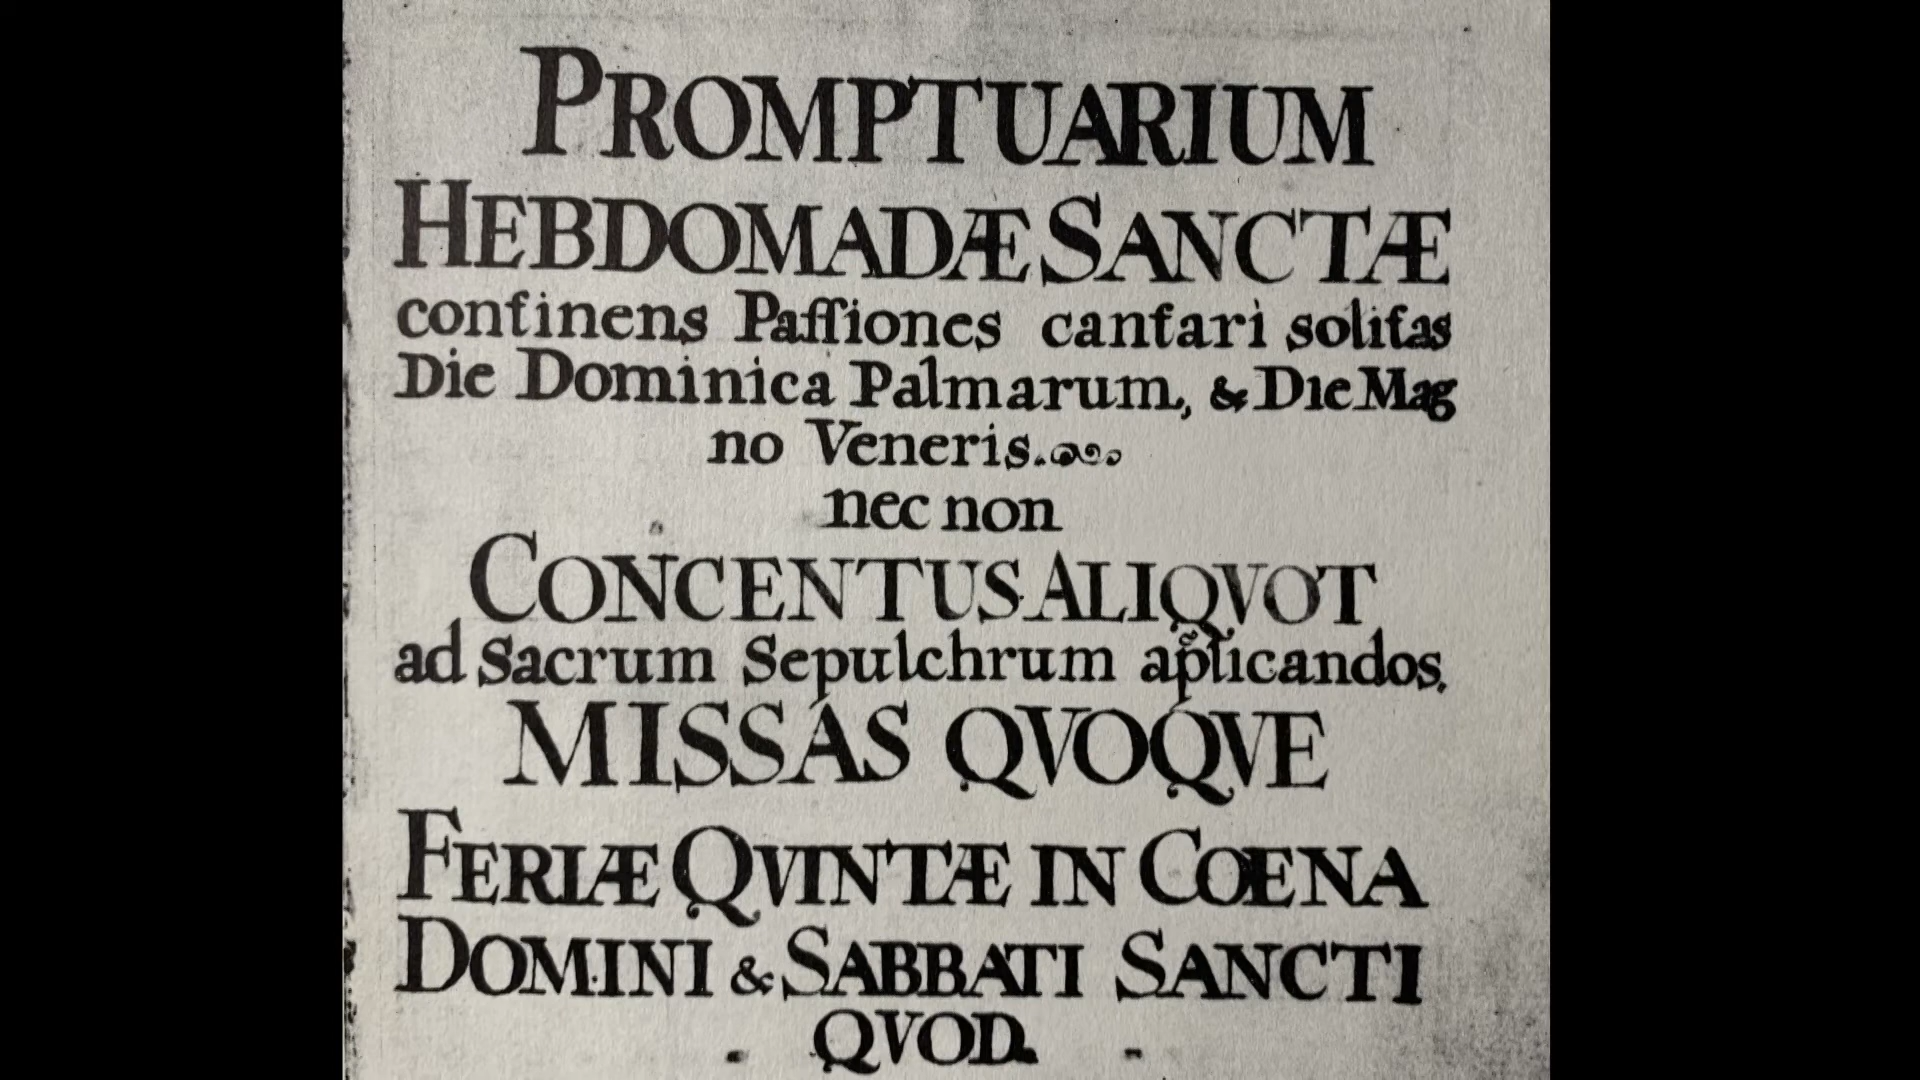 PROMPTUARIUM
HEBDOMADÆ SANCTÆ
continens Paſſiones cantari solitas
Die Dominica Palmarum, & Die Mag
no Veneris.
nec non
CONCENTUS ALIQVOT
ad Sacrum Sepulchrum aplicandos,
MISSAS QVOQVE
FERIÆ QVINTÆ IN COENA
DOMINI & SABBATI SANCTI
QVOD.